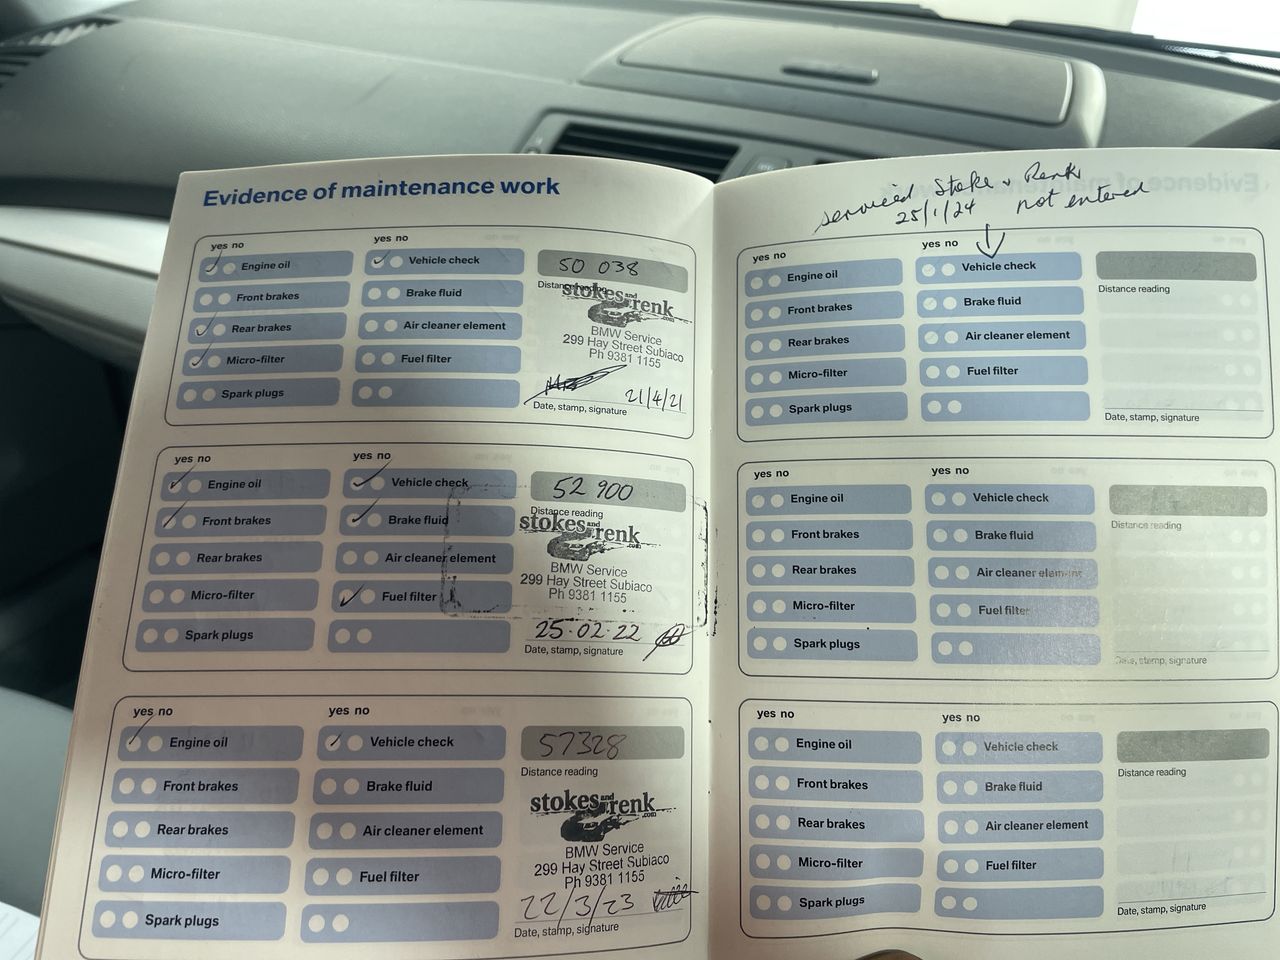 Evidence of maintenance work
yes no
yes no
Engine oil
Vehicle check
50 038
Distance reading
Front brakes
Brake fluid
stokes and renk .com
Rear brakes
Air cleaner element
BMW Service
299 Hay Street Subiaco
Micro-filter
Fuel filter
Ph 9381 1155
Spark plugs
21/4/21
Date, stamp, signature
yes no
yes no
Engine oil
Vehicle check
52 900
Distance reading
Front brakes
Brake fluid
stokes and renk .com
Rear brakes
Air cleaner element
BMW Service
299 Hay Street Subiaco
Micro-filter
Fuel filter
Ph 9381 1155
Spark plugs
25.02.22
Date, stamp, signature
yes no
yes no
Engine oil
Vehicle check
57328
Distance reading
Front brakes
Brake fluid
stokes and renk .com
Rear brakes
Air cleaner element
BMW Service
299 Hay Street Subiaco
Micro-filter
Fuel filter
Ph 9381 1155
Spark plugs
22/3/23
Date, stamp, signature
serviced Stoke & Renk
25/1/24 not entered
yes no
yes no
Engine oil
Vehicle check
Distance reading
Front brakes
Brake fluid
Rear brakes
Air cleaner element
Micro-filter
Fuel filter
Spark plugs
Date, stamp, signature
yes no
yes no
Engine oil
Vehicle check
Distance reading
Front brakes
Brake fluid
Rear brakes
Air cleaner element
Micro-filter
Fuel filter
Spark plugs
Date, stamp, signature
yes no
yes no
Engine oil
Vehicle check
Distance reading
Front brakes
Brake fluid
Rear brakes
Air cleaner element
Micro-filter
Fuel filter
Spark plugs
Date, stamp, signature